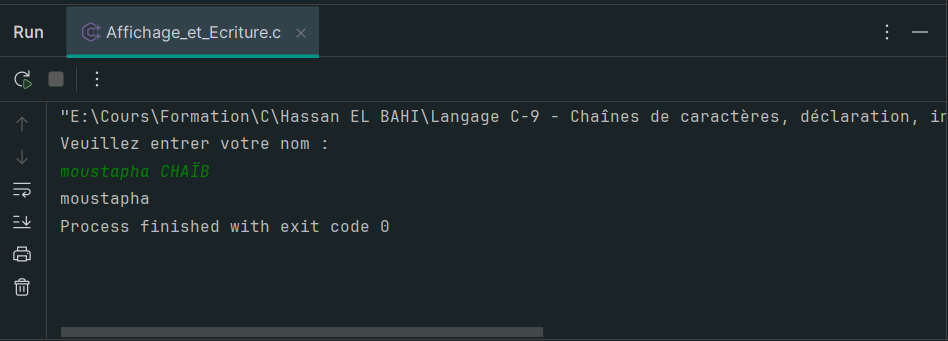 Run
Affichage_et_Ecriture.c
"E:\Cours\Formation\C\Hassan EL BAHI\Langage C-9 - Chaînes de caractères, déclaration, in
Veuillez entrer votre nom :
moustapha CHAÏB
moustapha
Process finished with exit code 0